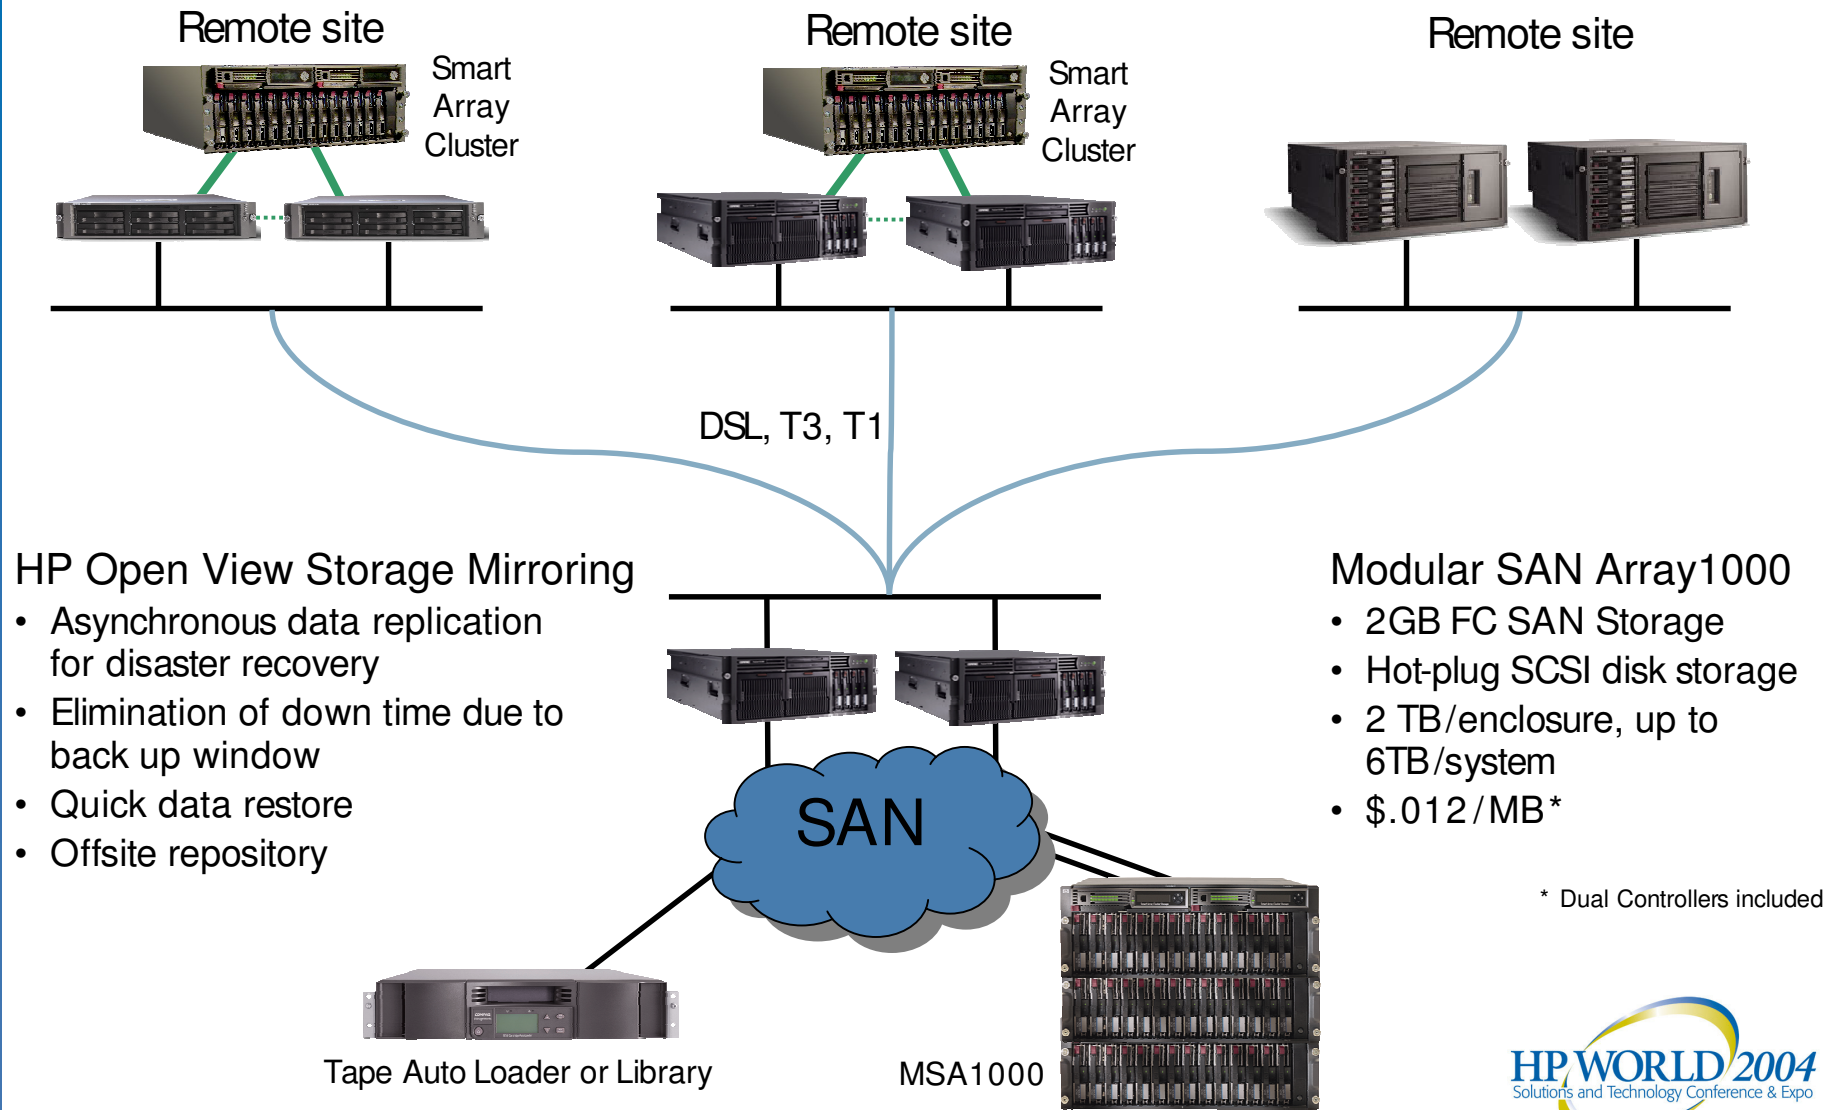 Remote site
Smart
Array
Cluster
Remote site
Smart
Array
Cluster
Remote site
DSL, T3, T1
HP Open View Storage Mirroring
• Asynchronous data replication
for disaster recovery
• Elimination of down time due to
back up window
• Quick data restore
• Offsite repository
Modular SAN Array1000
• 2GB FC SAN Storage
• Hot-plug SCSI disk storage
• 2 TB/enclosure, up to
6TB/system
• $.012/MB*
* Dual Controllers included
SAN
Tape Auto Loader or Library
MSA1000
HP WORLD 2004
Solutions and Technology Conference & Expo